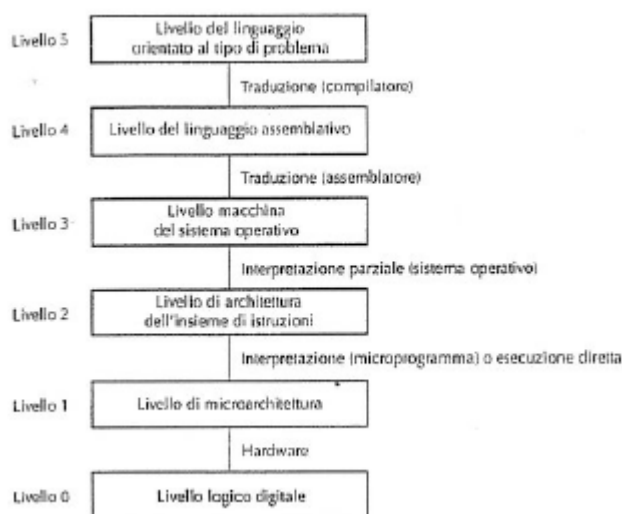 Livello 5
Livello del linguaggio
orientato al tipo di problema
Traduzione (compilatore)
Livello 4
Livello del linguaggio assemblativo
Traduzione (assemblatore)
Livello 3
Livello macchina
del sistema operativo
Interpretazione parziale (sistema operativo)
Livello 2
Livello di architettura
dell'insieme di istruzioni
Interpretazione (microprogramma) o esecuzione diretta
Livello 1
Livello di microarchitettura
Hardware
Livello 0
Livello logico digitale